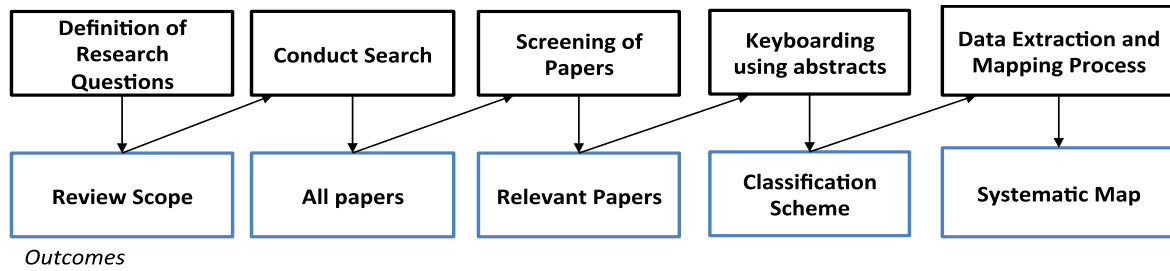 Definition of
Research
Questions
Conduct Search
Screening of
Papers
Keyboarding
using abstracts
Data Extraction and
Mapping Process
Review Scope
All papers
Relevant Papers
Classification
Scheme
Systematic Map
Outcomes